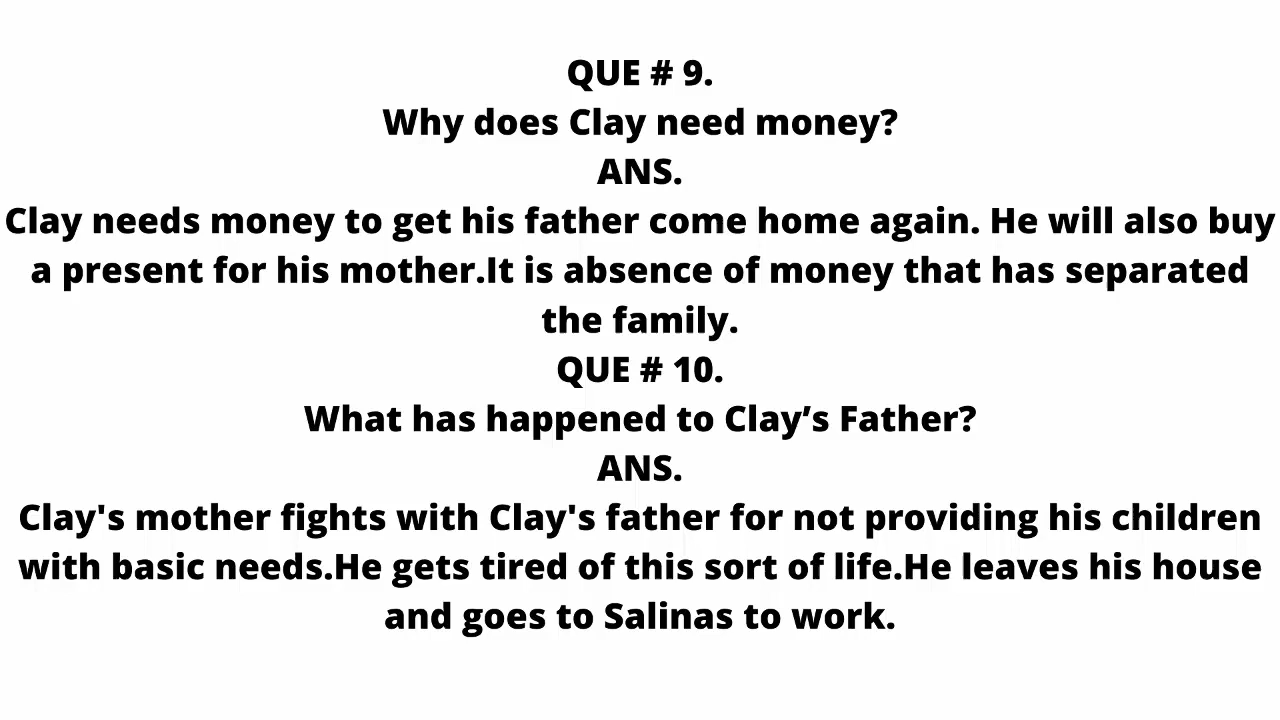 QUE # 9.
Why does Clay need money?
ANS.
Clay needs money to get his father come home again. He will also buy
a present for his mother.It is absence of money that has separated
the family.
QUE # 10.
What has happened to Clay’s Father?
ANS.
Clay's mother fights with Clay's father for not providing his children
with basic needs.He gets tired of this sort of life.He leaves his house
and goes to Salinas to work.